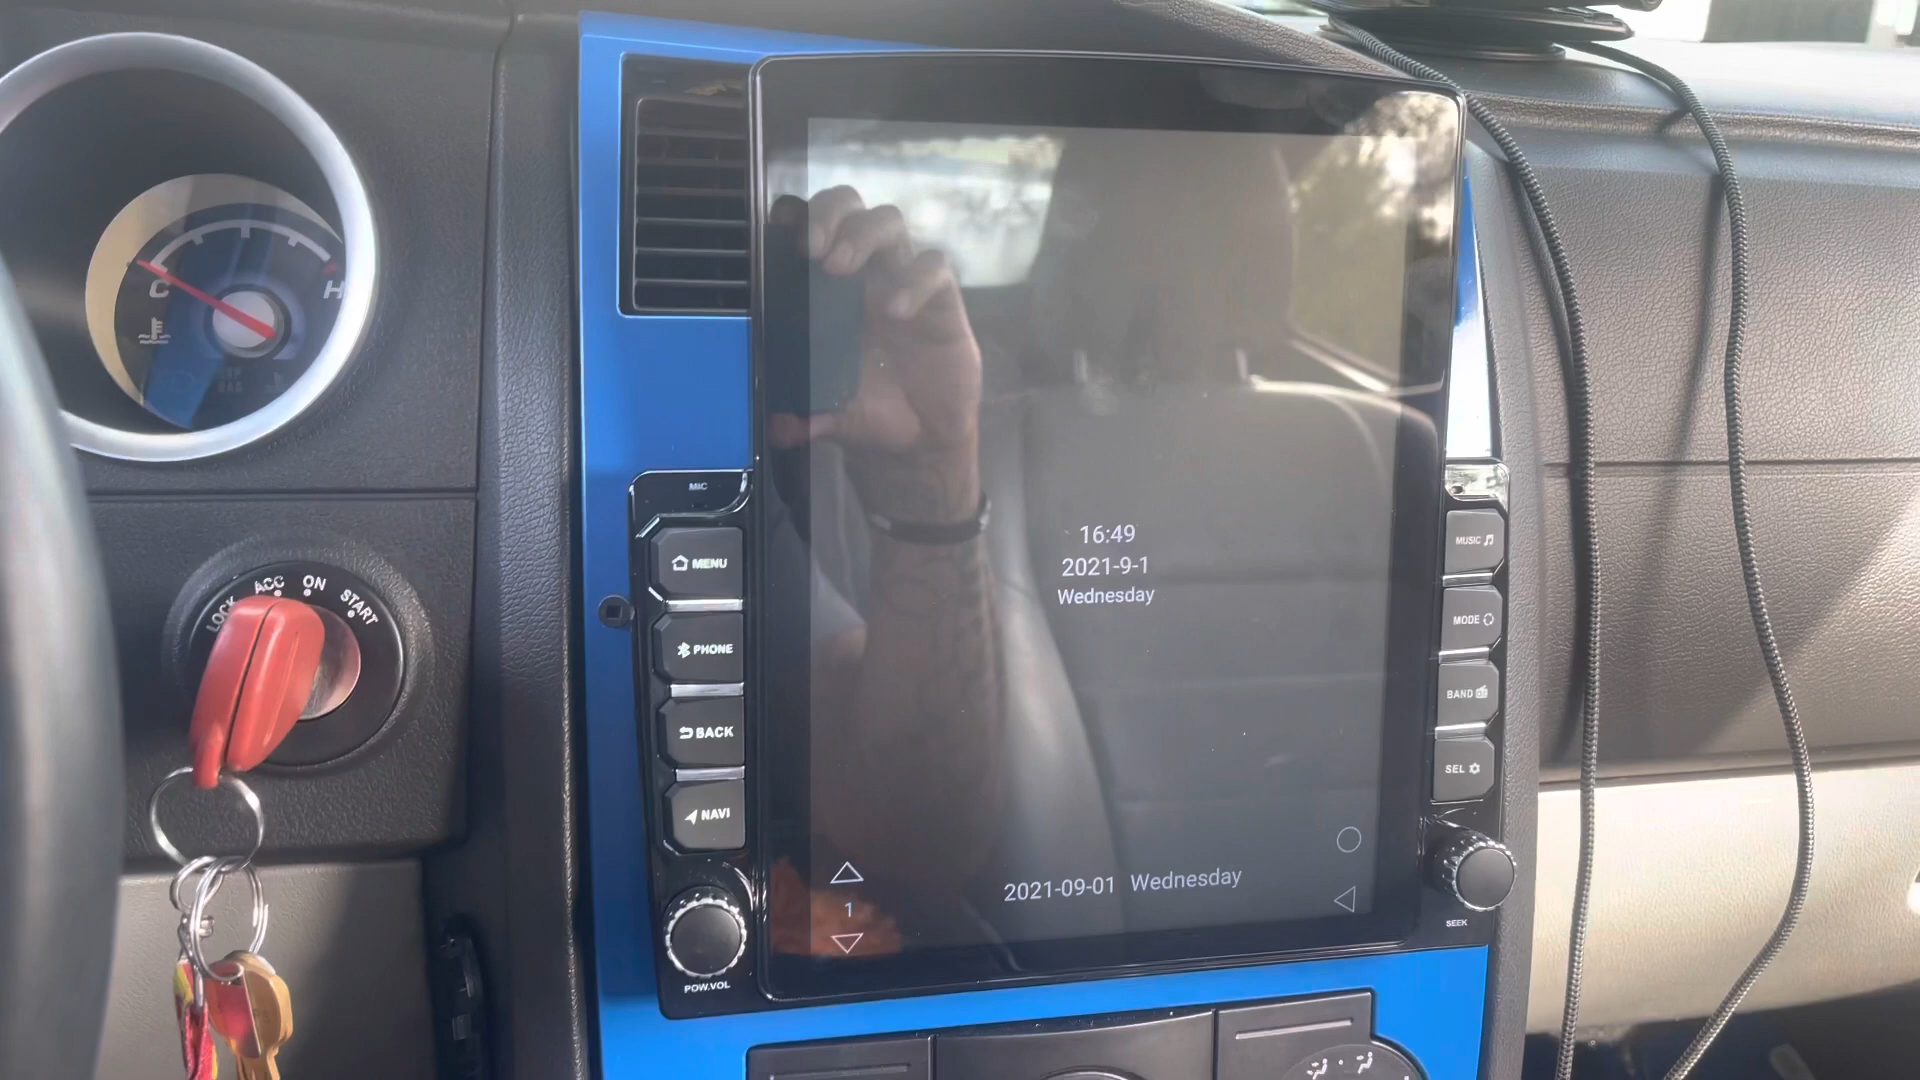 C
H
LOCK
ACC
ON
START
MIC
MENU
PHONE
BACK
NAVI
POW.VOL
16:49
2021-9-1
Wednesday
1
2021-09-01 Wednesday
MUSIC
MODE
BAND
SEL
SEEK